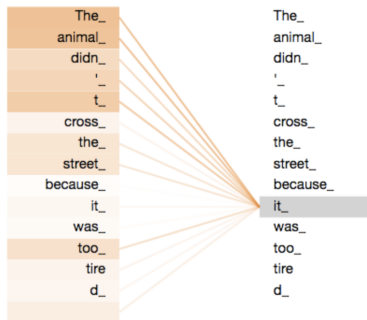 The_ The_
animal_ animal_
didn_ didn_
'_ '_
t_ t_
cross_ cross_
the_ the_
street_ street_
because_ because_
it_ it_
was_ was_
too_ too_
tire tire
d_ d_